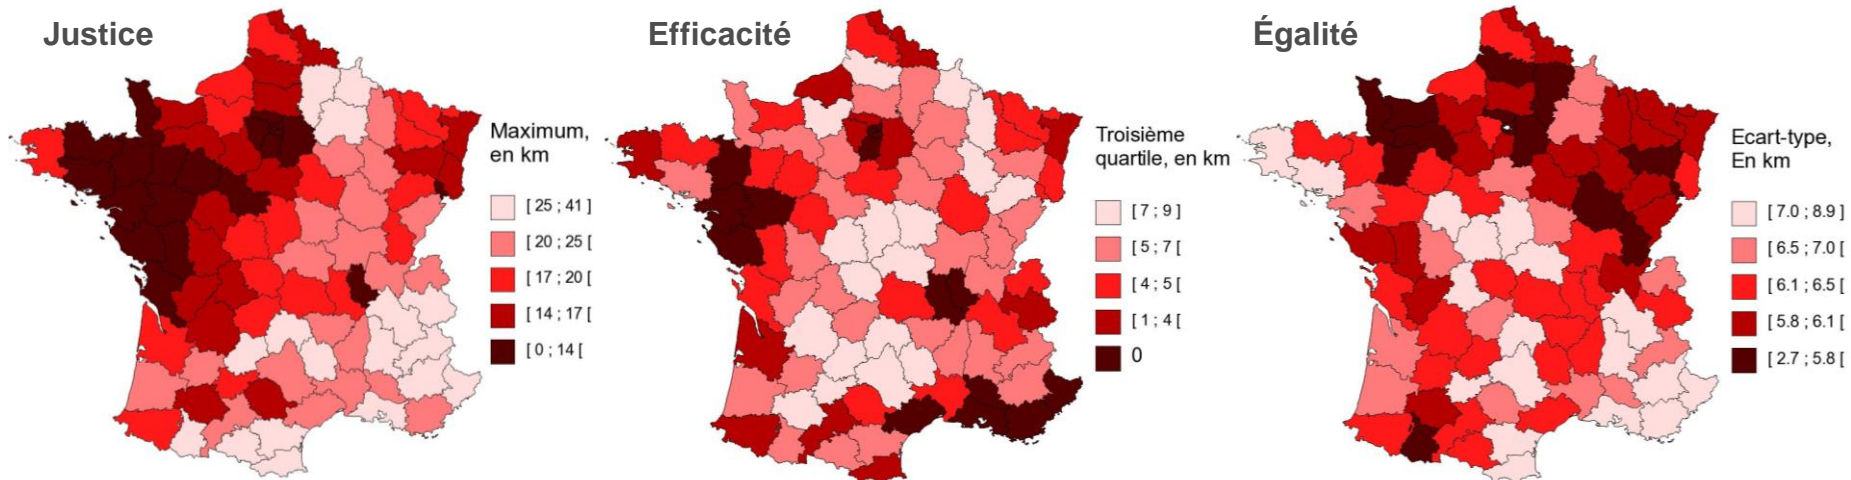 Justice
Maximum,
en km
[ 25 ; 41 ]
[ 20 ; 25 [
[ 17 ; 20 [
[ 14 ; 17 [
[ 0 ; 14 [
Efficacité
Troisième
quartile, en km
[ 7 ; 9 ]
[ 5 ; 7 [
[ 4 ; 5 [
[ 1 ; 4 [
0
Égalité
Ecart-type,
En km
[ 7.0 ; 8.9 ]
[ 6.5 ; 7.0 [
[ 6.1 ; 6.5 [
[ 5.8 ; 6.1 [
[ 2.7 ; 5.8 [